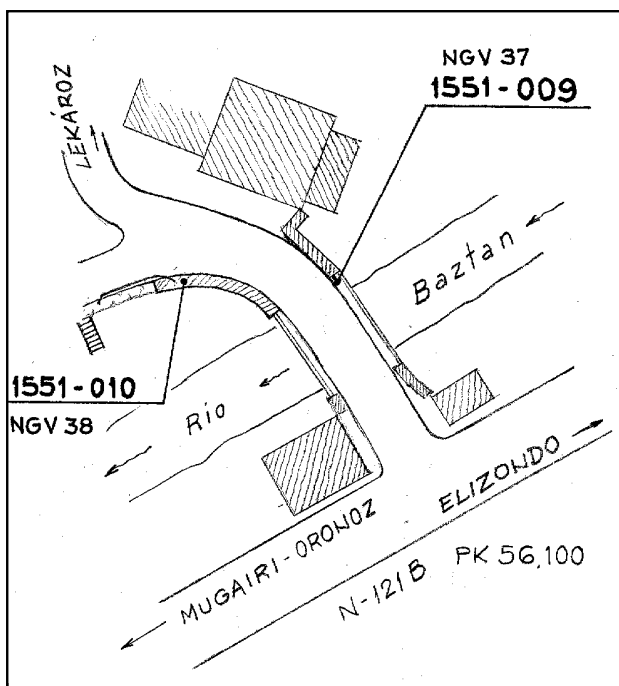 NGV 37
1551-009
LEKÁROZ
Baztan
1551-010
NGV 38
Río
ELIZONDO
MUGAIRI-ORONOZ
N-121B PK 56,100